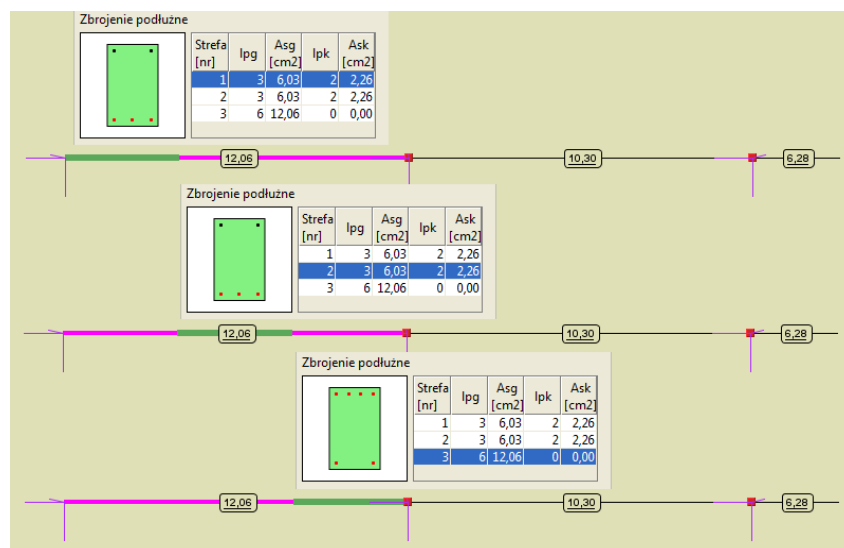 Zbrojenie podłużne
Strefa [nr] lpg Asg [cm2] lpk Ask [cm2]
1 3 6,03 2 2,26
2 3 6,03 2 2,26
3 6 12,06 0 0,00
12,06 10,30 6,28
Zbrojenie podłużne
Strefa [nr] lpg Asg [cm2] lpk Ask [cm2]
1 3 6,03 2 2,26
2 3 6,03 2 2,26
3 6 12,06 0 0,00
12,06 10,30 6,28
Zbrojenie podłużne
Strefa [nr] lpg Asg [cm2] lpk Ask [cm2]
1 3 6,03 2 2,26
2 3 6,03 2 2,26
3 6 12,06 0 0,00
12,06 10,30 6,28